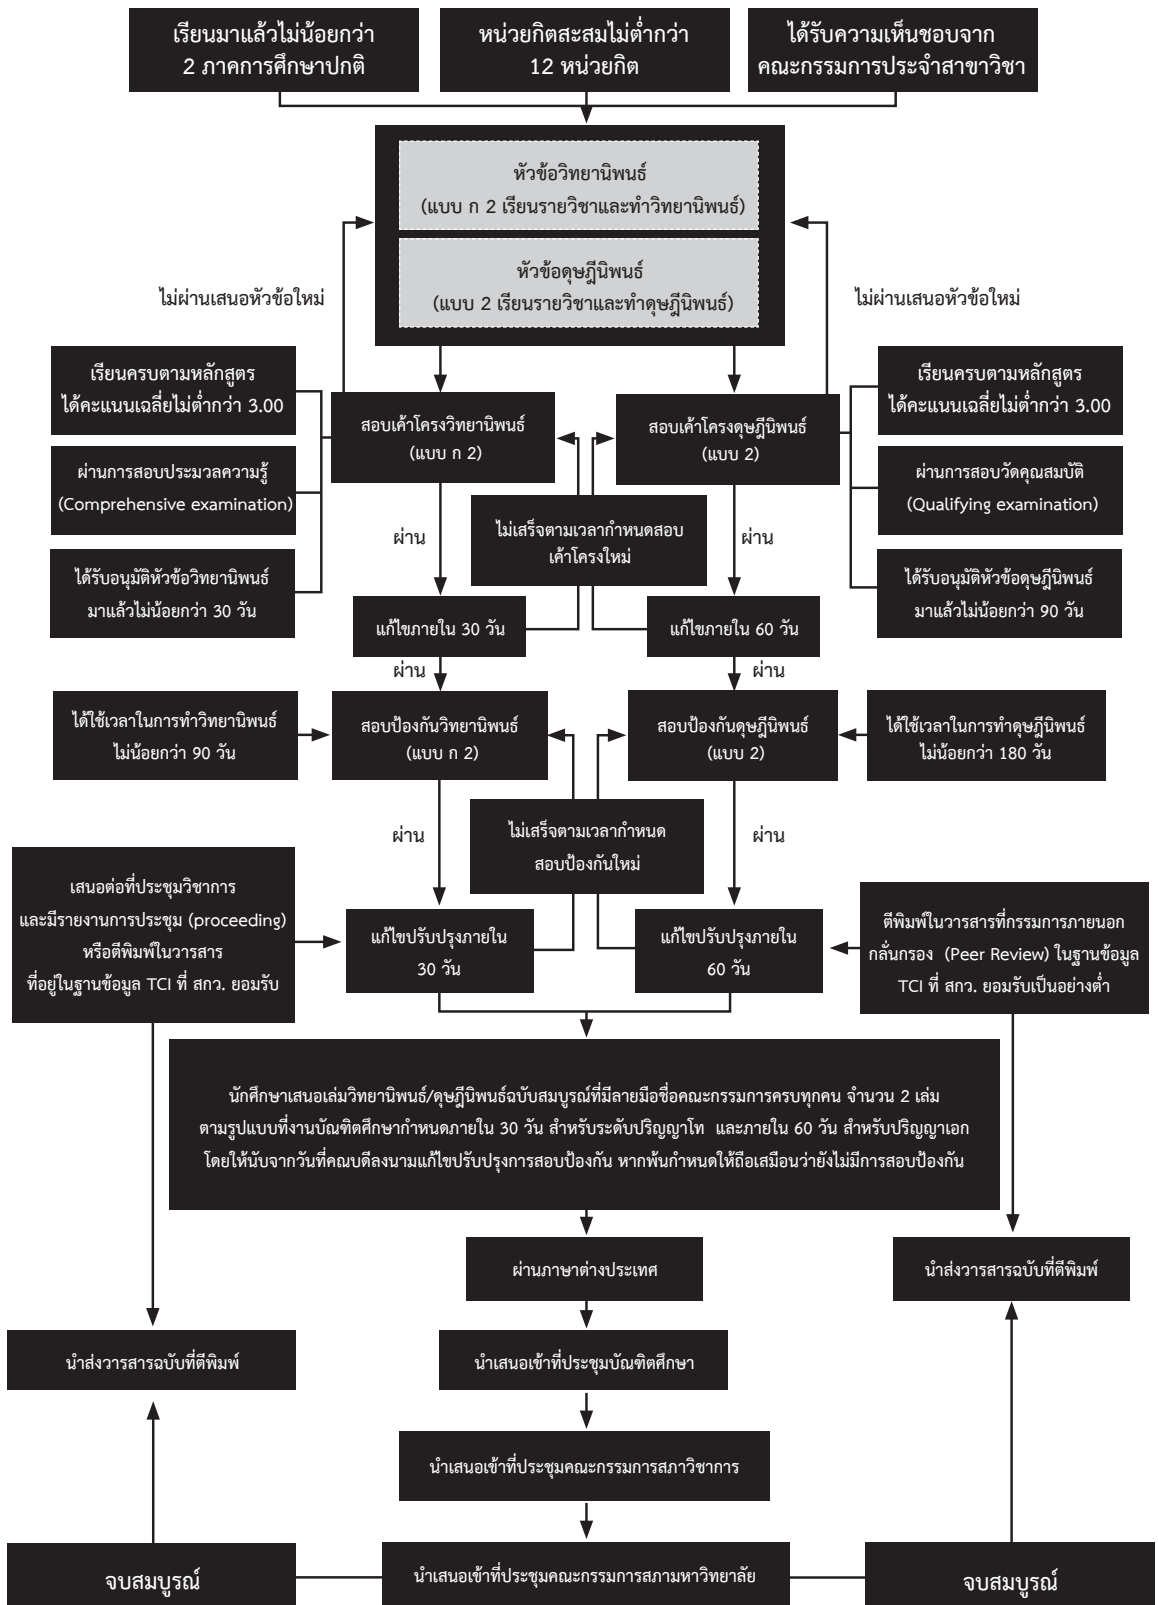 เรียนมาแล้วไม่น้อยกว่า
2 ภาคการศึกษาปกติ
หน่วยกิตสะสมไม่ต่ำกว่า
12 หน่วยกิต
ได้รับความเห็นชอบจาก
คณะกรรมการประจำสาขาวิชา
หัวข้อวิทยานิพนธ์
(แบบ ก 2 เรียนรายวิชาและทำวิทยานิพนธ์)
หัวข้อดุษฎีนิพนธ์
(แบบ 2 เรียนรายวิชาและทำดุษฎีนิพนธ์)
ไม่ผ่านเสนอหัวข้อใหม่
ไม่ผ่านเสนอหัวข้อใหม่
เรียนครบตามหลักสูตร
ได้คะแนนเฉลี่ยไม่ต่ำกว่า 3.00
สอบเค้าโครงวิทยานิพนธ์
(แบบ ก 2)
สอบเค้าโครงดุษฎีนิพนธ์
(แบบ 2)
เรียนครบตามหลักสูตร
ได้คะแนนเฉลี่ยไม่ต่ำกว่า 3.00
ผ่านการสอบประมวลความรู้
(Comprehensive examination)
ผ่านการสอบวัดคุณสมบัติ
(Qualifying examination)
ผ่าน
ไม่เสร็จตามเวลากำหนดสอบ
เค้าโครงใหม่
ผ่าน
ได้รับอนุมัติหัวข้อวิทยานิพนธ์
มาแล้วไม่น้อยกว่า 30 วัน
ได้รับอนุมัติหัวข้อดุษฎีนิพนธ์
มาแล้วไม่น้อยกว่า 90 วัน
แก้ไขภายใน 30 วัน
แก้ไขภายใน 60 วัน
ผ่าน
ผ่าน
ได้ใช้เวลาในการทำวิทยานิพนธ์
ไม่น้อยกว่า 90 วัน
สอบป้องกันวิทยานิพนธ์
(แบบ ก 2)
สอบป้องกันดุษฎีนิพนธ์
(แบบ 2)
ได้ใช้เวลาในการทำดุษฎีนิพนธ์
ไม่น้อยกว่า 180 วัน
ผ่าน
ไม่เสร็จตามเวลากำหนด
สอบป้องกันใหม่
ผ่าน
เสนอต่อที่ประชุมวิชาการ
และมีรายงานการประชุม (proceeding)
หรือตีพิมพ์ในวารสาร
ที่อยู่ในฐานข้อมูล TCI ที่ สกว. ยอมรับ
แก้ไขปรับปรุงภายใน
30 วัน
แก้ไขปรับปรุงภายใน
60 วัน
ตีพิมพ์ในวารสารที่กรรมการภายนอก
กลั่นกรอง (Peer Review) ในฐานข้อมูล
TCI ที่ สกว. ยอมรับเป็นอย่างต่ำ
นักศึกษาเสนอเล่มวิทยานิพนธ์/ดุษฎีนิพนธ์ฉบับสมบูรณ์ที่มีลายมือชื่อคณะกรรมการครบทุกคน จำนวน 2 เล่ม
ตามรูปแบบที่งานบัณฑิตศึกษากำหนดภายใน 30 วัน สำหรับระดับปริญญาโท และภายใน 60 วัน สำหรับปริญญาเอก
โดยให้นับจากวันที่คณบดีลงนามแก้ไขปรับปรุงการสอบป้องกัน หากพ้นกำหนดให้ถือเสมือนว่ายังไม่มีการสอบป้องกัน
ผ่านภาษาต่างประเทศ
นำส่งวารสารฉบับที่ตีพิมพ์
นำส่งวารสารฉบับที่ตีพิมพ์
นำเสนอเข้าที่ประชุมบัณฑิตศึกษา
นำเสนอเข้าที่ประชุมคณะกรรมการสภาวิชาการ
จบสมบูรณ์
นำเสนอเข้าที่ประชุมคณะกรรมการสภามหาวิทยาลัย
จบสมบูรณ์